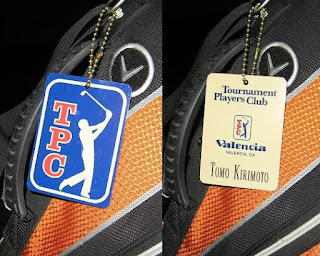 TPC
Tournament
Players Club
TPC
Valencia
VALENCIA, CA
TOMO KIRIMOTO